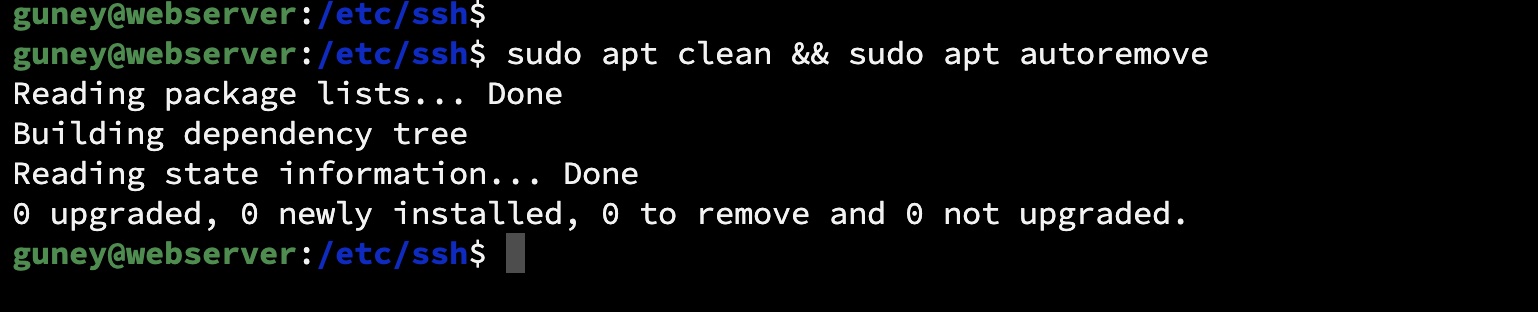 guney@webserver:/etc/ssh$
guney@webserver:/etc/ssh$ sudo apt clean && sudo apt autoremove
Reading package lists... Done
Building dependency tree
Reading state information... Done
0 upgraded, 0 newly installed, 0 to remove and 0 not upgraded.
guney@webserver:/etc/ssh$